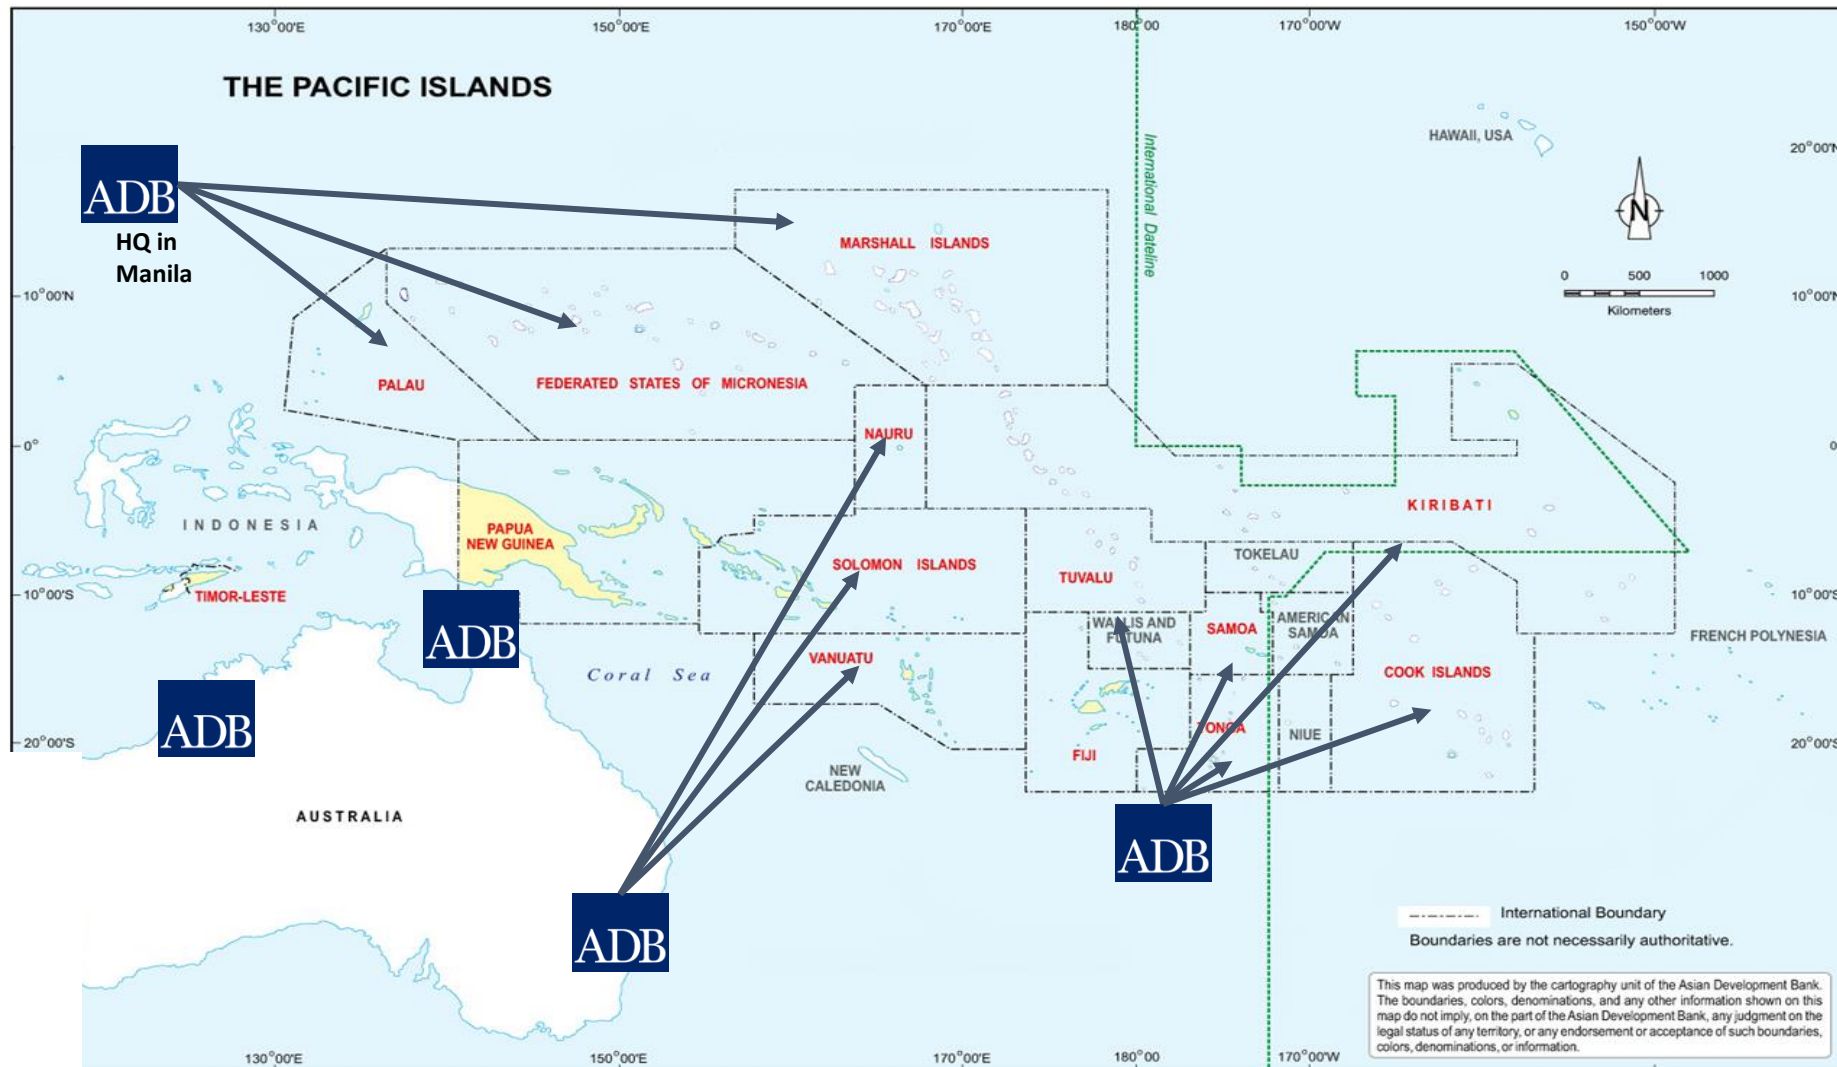 130°00'E
150°00'E
170°00'E
180°00
170°00'W
150°00'W
THE PACIFIC ISLANDS
International Dateline
HAWAII, USA
20°00'N
ADB
HQ in
Manila
N
MARSHALL ISLANDS
0 500 1000
Kilometers
10°00'N
10°00'N
PALAU
FEDERATED STATES OF MICRONESIA
NAURU
0°
0
KIRIBATI
INDONESIA
PAPUA
NEW GUINEA
SOLOMON ISLANDS
TOKELAU
TUVALU
TIMOR-LESTE
10°00'S
10°00'S
ADB
WALLIS AND
FUTUNA
SAMOA
AMERICAN
SAMOA
FRENCH POLYNESIA
Coral Sea
VANUATU
COOK ISLANDS
ADB
TONGA
NIUE
20°00'S
20°00'S
FIJI
NEW
CALEDONIA
AUSTRALIA
ADB
ADB
International Boundary
Boundaries are not necessarily authoritative.
This map was produced by the cartography unit of the Asian Development Bank.
The boundaries, colors, denominations, and any other information shown on this
map do not imply, on the part of the Asian Development Bank, any judgment on the
legal status of any territory, or any endorsement or acceptance of such boundaries,
colors, denominations, or information.
130°00'E
150°00'E
170°00'E
180°00
170°00'W